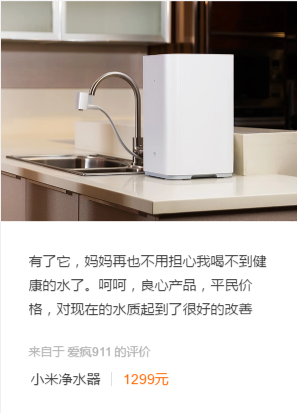 有了它，妈妈再也不用担心我喝不到健
康的水了。呵呵，良心产品，平民价
格，对现在的水质起到了很好的改善
来自于 爱疯911 的评价
小米净水器 | 1299元